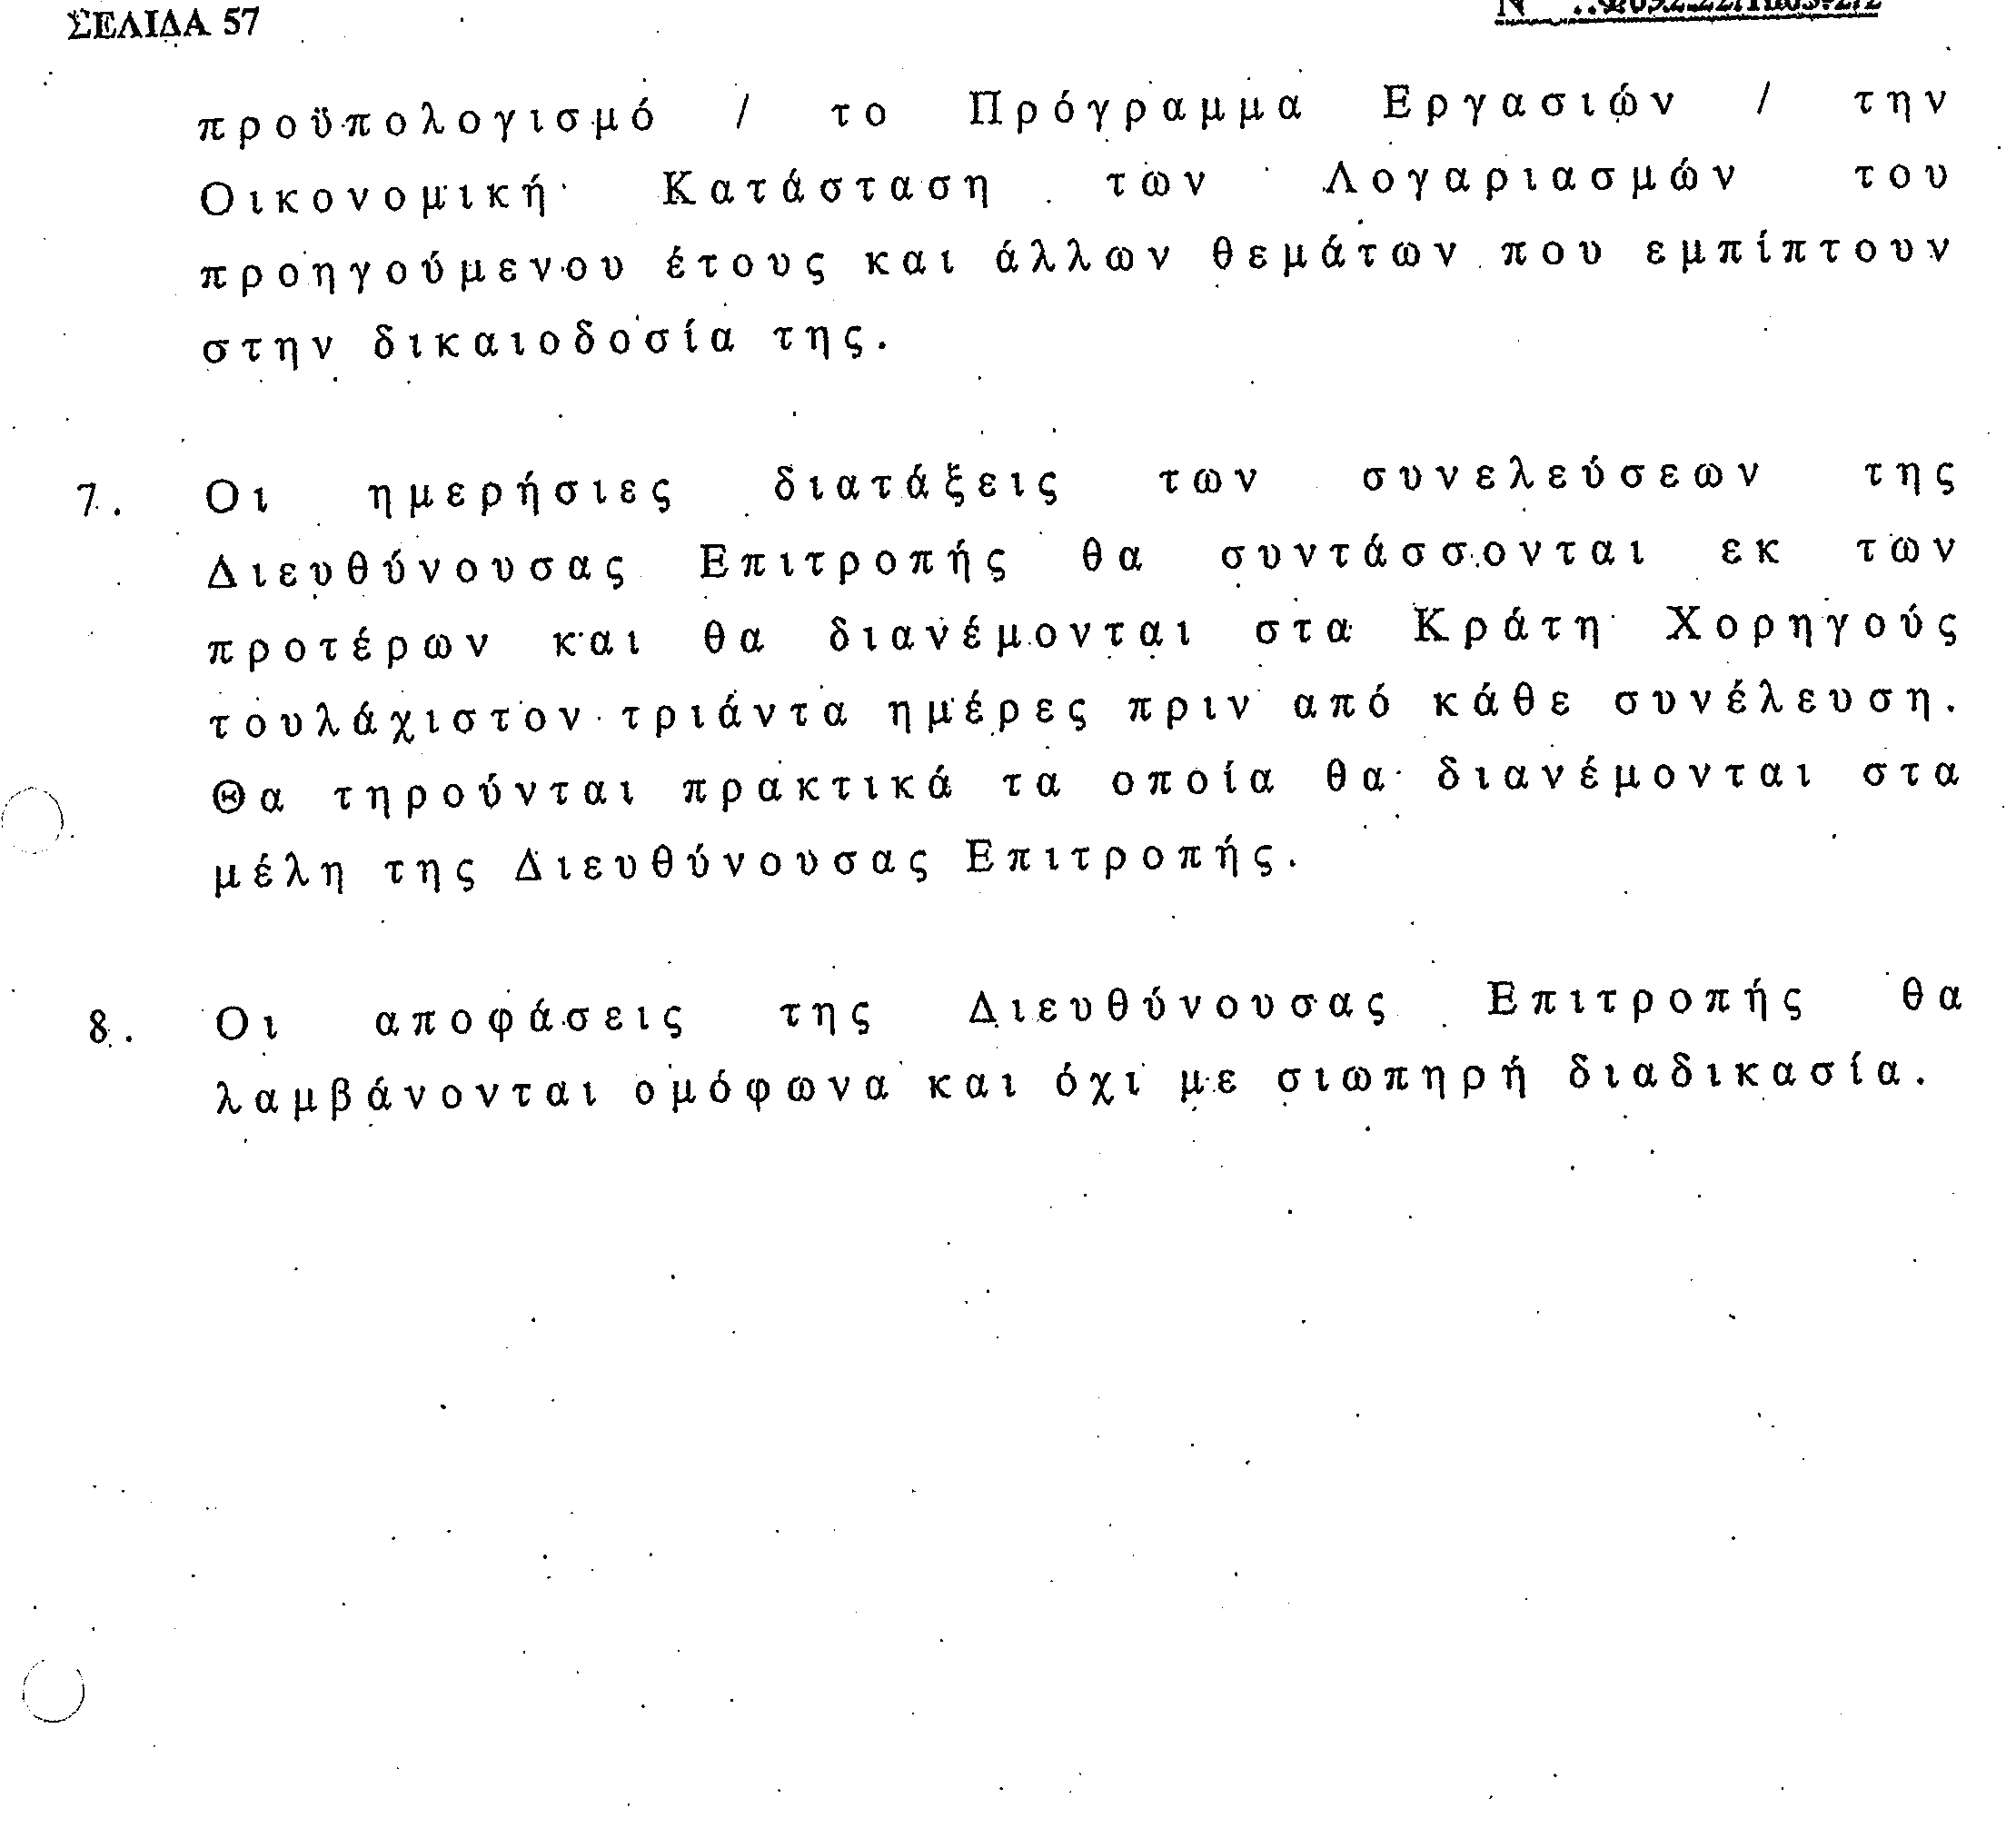 ΣΕΛΙΔΑ 57
προϋπολογισμό / το Πρόγραμμα Εργασιών / την
Οικονομική Κατάσταση των Λογαριασμών του
προηγούμενου έτους και άλλων θεμάτων που εμπίπτουν
στην δικαιοδοσία της.
7. Οι ημερήσιες διατάξεις των συνελεύσεων της
Διευθύνουσας Επιτροπής θα συντάσσονται εκ των
προτέρων και θα διανέμονται στα Κράτη Χορηγούς
τουλάχιστον τριάντα ημέρες πριν από κάθε συνέλευση.
Θα τηρούνται πρακτικά τα οποία θα διανέμονται στα
μέλη της Διευθύνουσας Επιτροπής.
8. Οι αποφάσεις της Διευθύνουσας Επιτροπής θα
λαμβάνονται ομόφωνα και όχι με σιωπηρή διαδικασία.